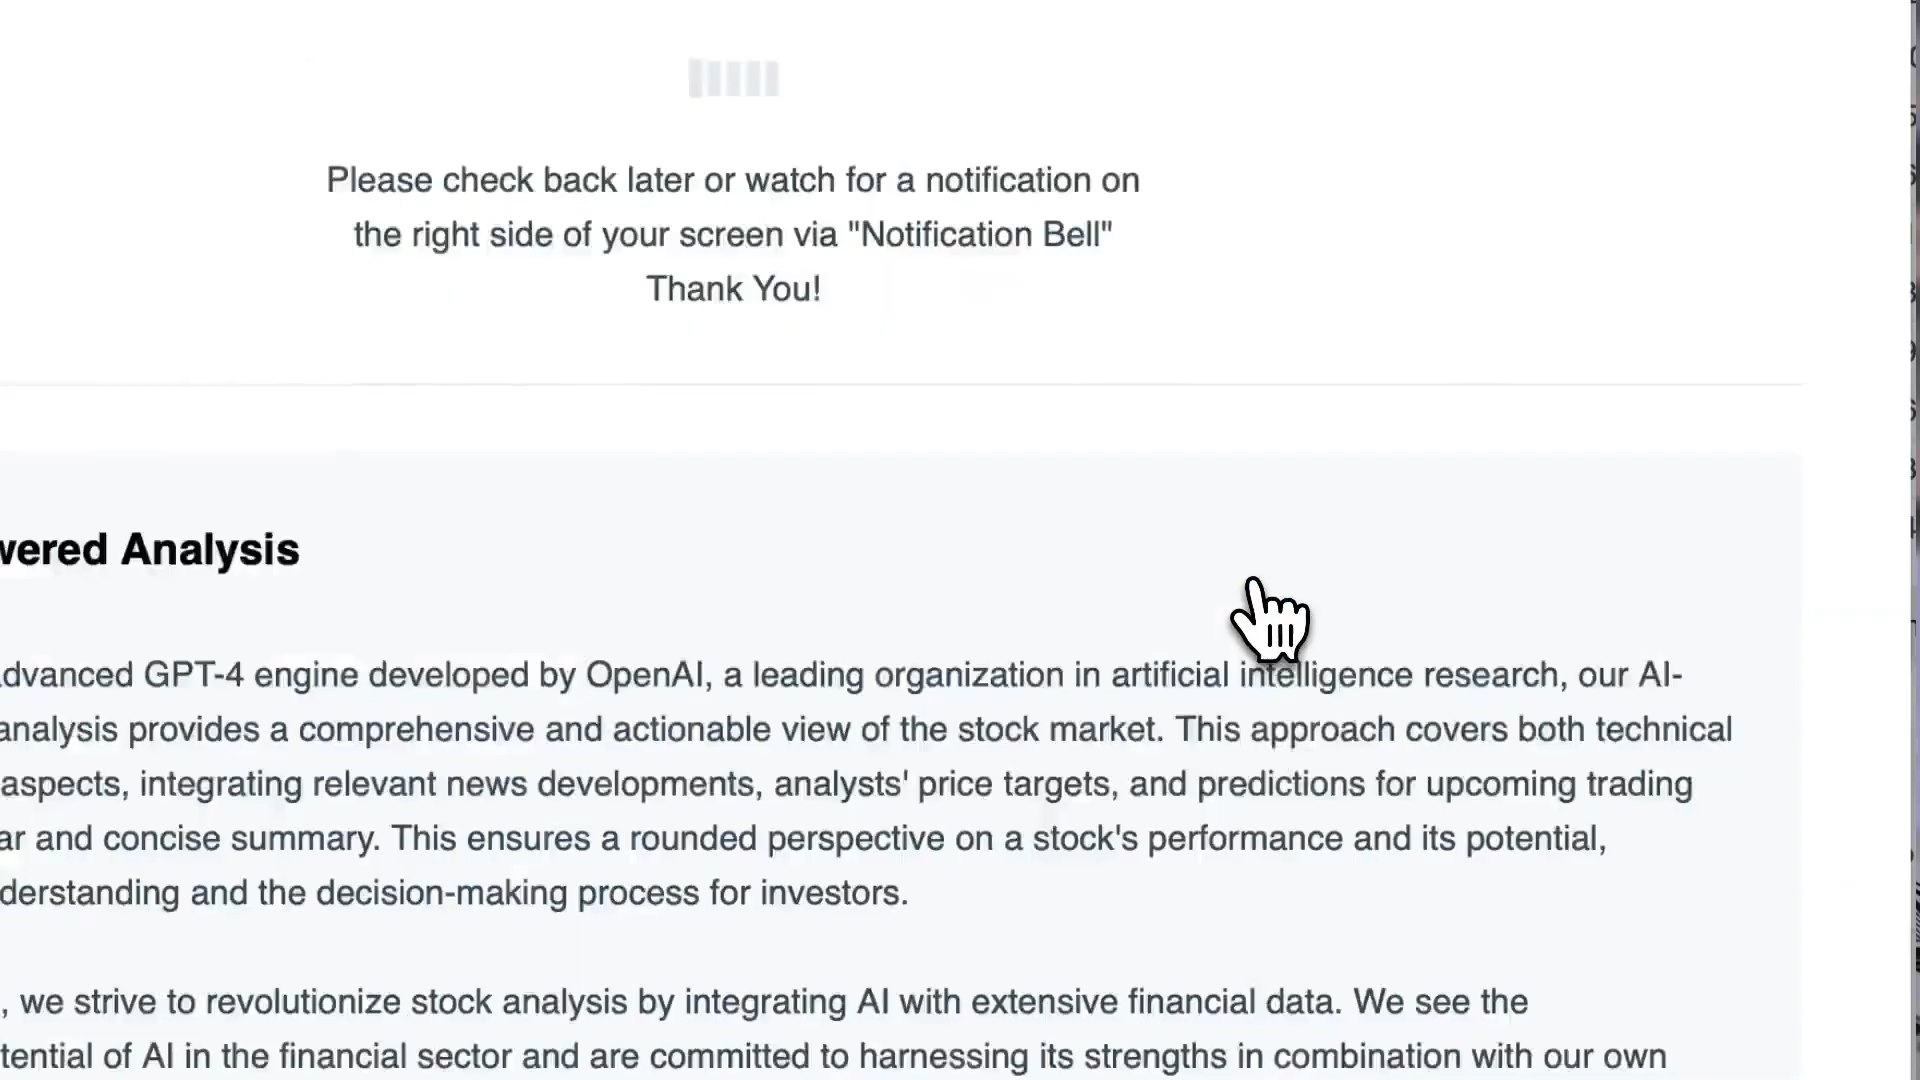 Please check back later or watch for a notification on
the right side of your screen via "Notification Bell"
Thank You!
wered Analysis
dvanced GPT-4 engine developed by OpenAI, a leading organization in artificial intelligence research, our AI-
analysis provides a comprehensive and actionable view of the stock market. This approach covers both technical
aspects, integrating relevant news developments, analysts' price targets, and predictions for upcoming trading
ar and concise summary. This ensures a rounded perspective on a stock's performance and its potential,
derstanding and the decision-making process for investors.
, we strive to revolutionize stock analysis by integrating AI with extensive financial data. We see the
tential of AI in the financial sector and are committed to harnessing its strengths in combination with our own